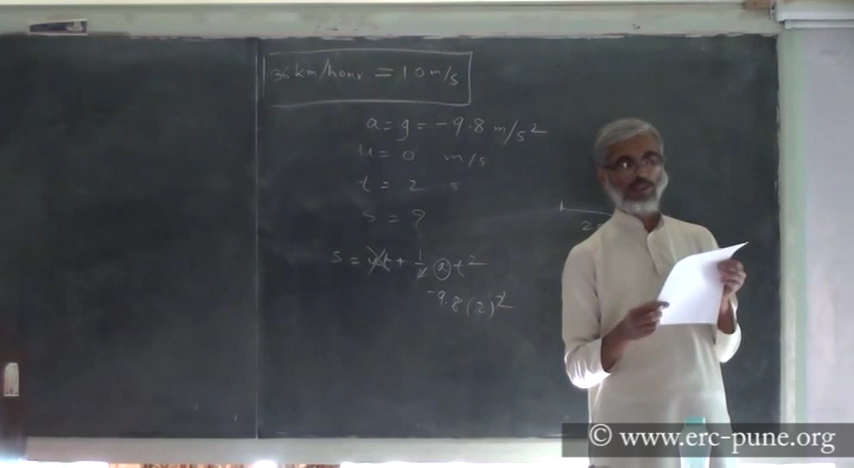 36 km/hour = 10 m/s
a = g = -9.8 m/s²
u = 0 m/s
t = 2 s
s = ?
s = ut + 1/2 a t²
-9.8 (2)²
2
© www.erc-pune.org